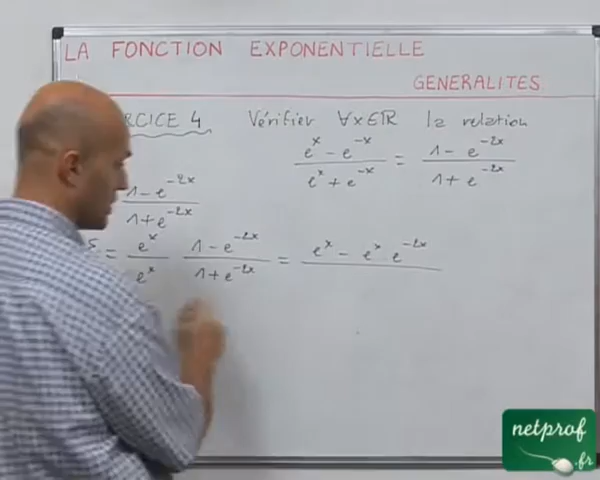 LA FONCTION EXPONENTIELLE
GENERALITES
RCICE 4 Vérifier ∀x∈ℝ la relation
(e^x - e^-x)/(e^x + e^-x) = (1 - e^-2x)/(1 + e^-2x)
(1 - e^-2x)/(1 + e^-2x)
= (e^x)/(e^x) (1 - e^-2x)/(1 + e^-2x) = e^x - e^x e^-2x
netprof
.fr